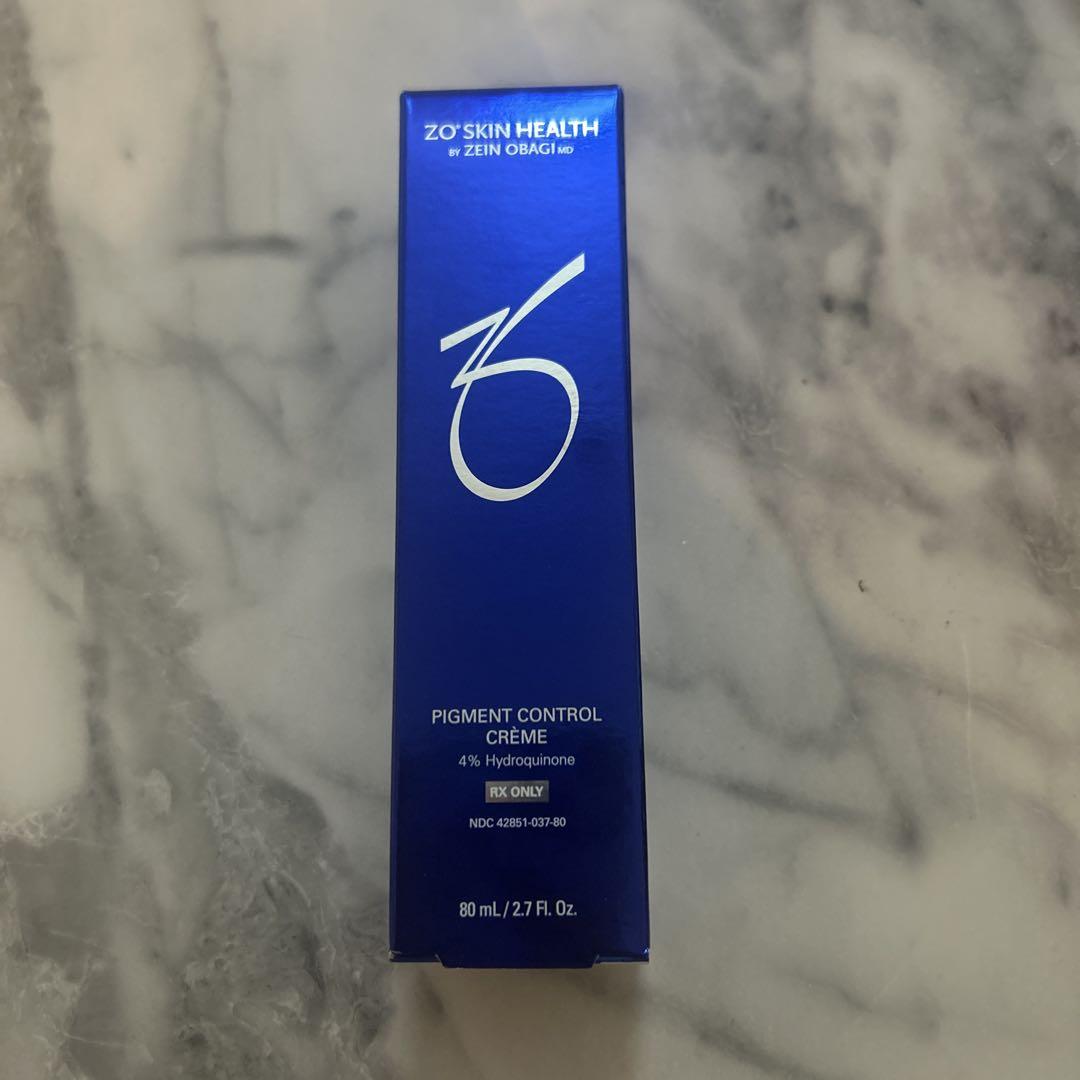 ZO® SKIN HEALTH
BY ZEIN OBAGI MD
PIGMENT CONTROL
CRÈME
4% Hydroquinone
RX ONLY
NDC 42851-037-80
80 mL / 2.7 Fl. Oz.